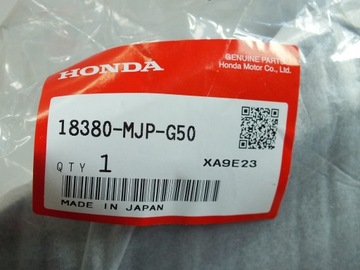 HONDA
GENUINE PARTS
Honda Motor Co., Ltd.
18380-MJP-G50
QTY 1
XA9E23
MADE IN JAPAN